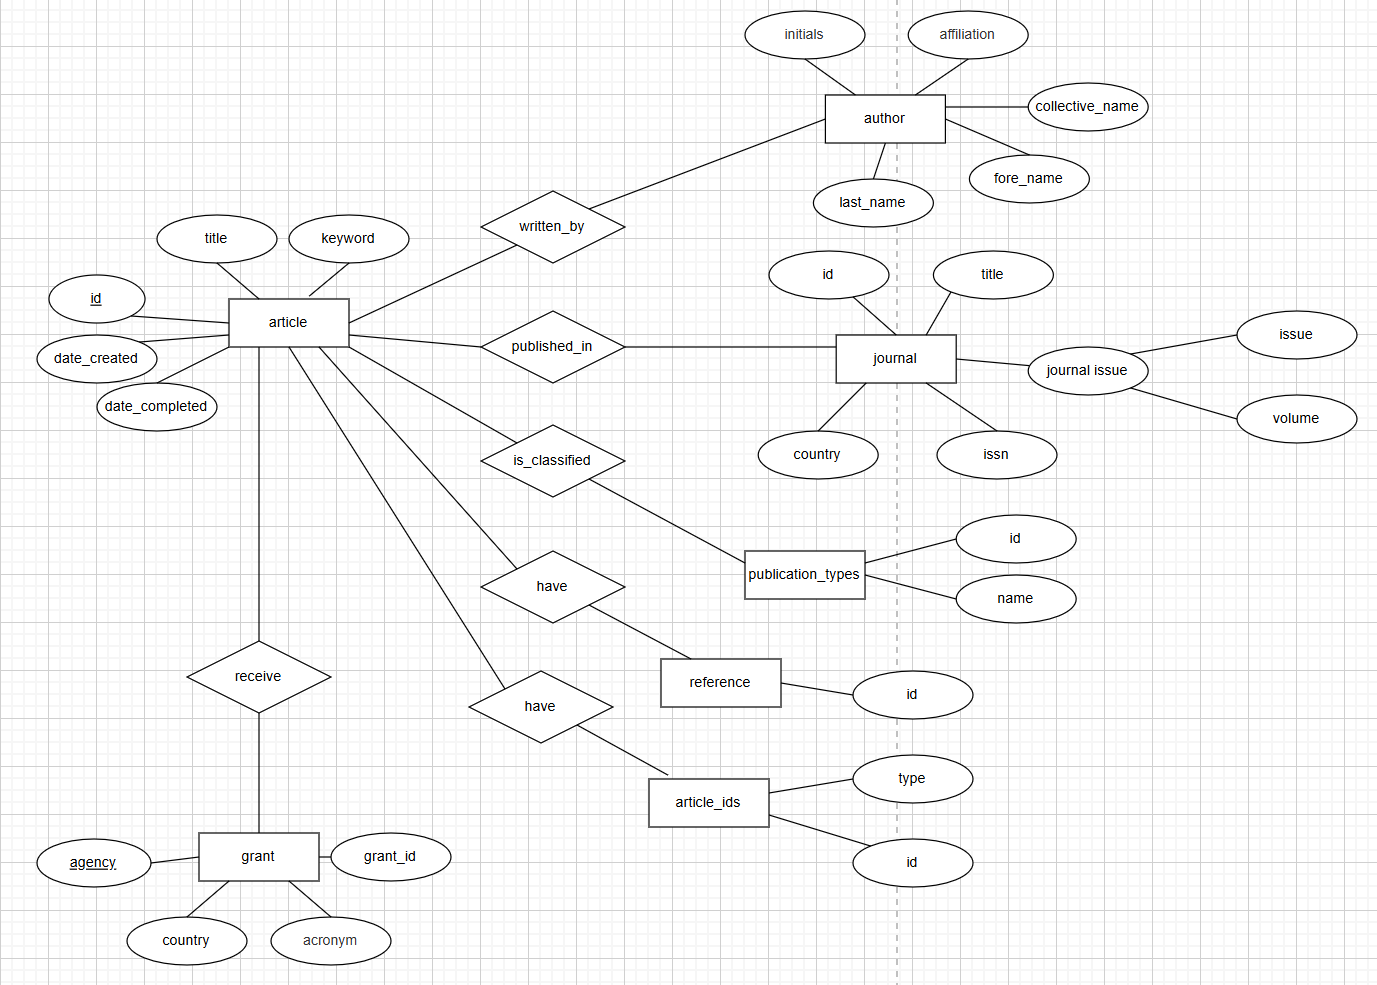 initials
affiliation
collective_name
author
fore_name
last_name
written_by
title
keyword
id
title
id
article
date_created
published_in
journal
journal issue
issue
volume
date_completed
country
issn
is_classified
id
publication_types
name
have
receive
reference
id
have
type
article_ids
id
agency
grant
grant_id
country
acronym